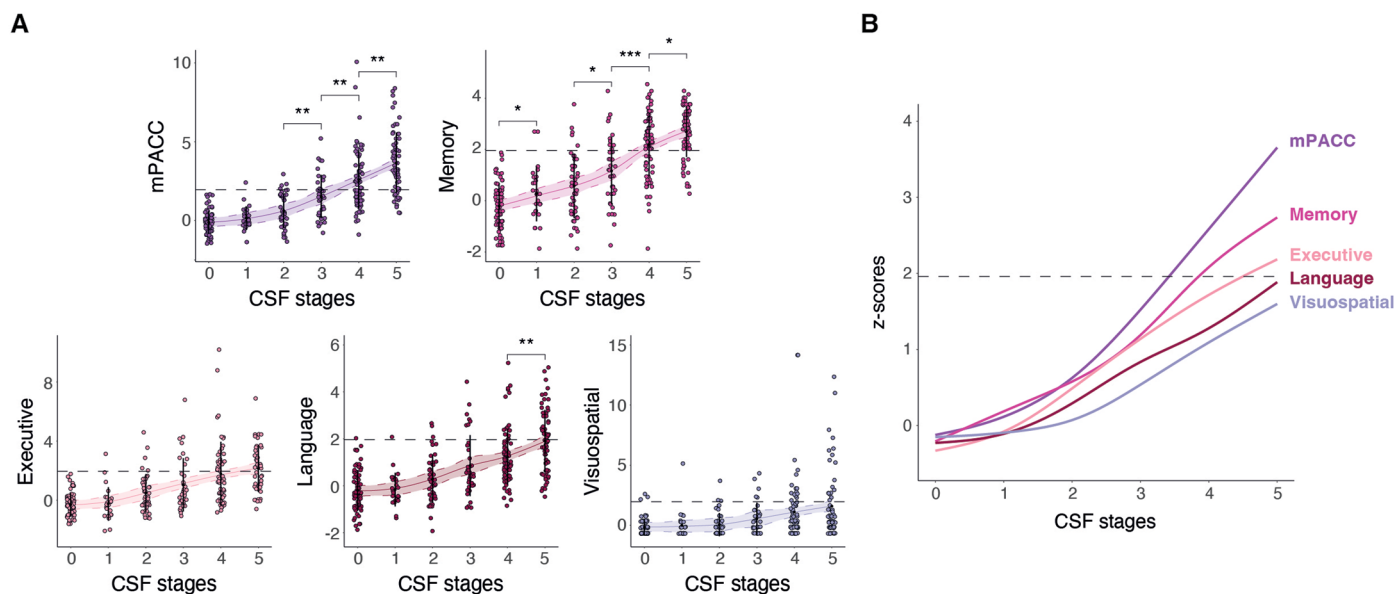 A
B
mPACC
10
5
0
**
**
**
0 1 2 3 4 5
CSF stages
Memory
4
2
0
-2
*
*
***
*
0 1 2 3 4 5
CSF stages
Executive
8
4
0
0 1 2 3 4 5
CSF stages
Language
6
4
2
0
-2
**
0 1 2 3 4 5
CSF stages
Visuospatial
15
10
5
0
0 1 2 3 4 5
CSF stages
z-scores
4
3
2
1
0
mPACC
Memory
Executive
Language
Visuospatial
0 1 2 3 4 5
CSF stages